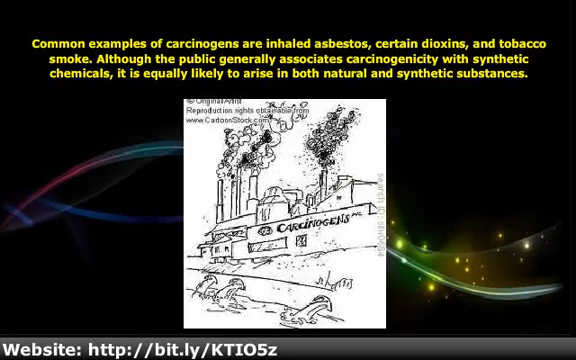 Common examples of carcinogens are inhaled asbestos, certain dioxins, and tobacco
smoke. Although the public generally associates carcinogenicity with synthetic
chemicals, it is equally likely to arise in both natural and synthetic substances.
© Original Artist
Reproduction rights obtainable from
www.CartoonStock.com
CARCINOGENS INC.
search ID:
Website: http://bit.ly/KTIO5z